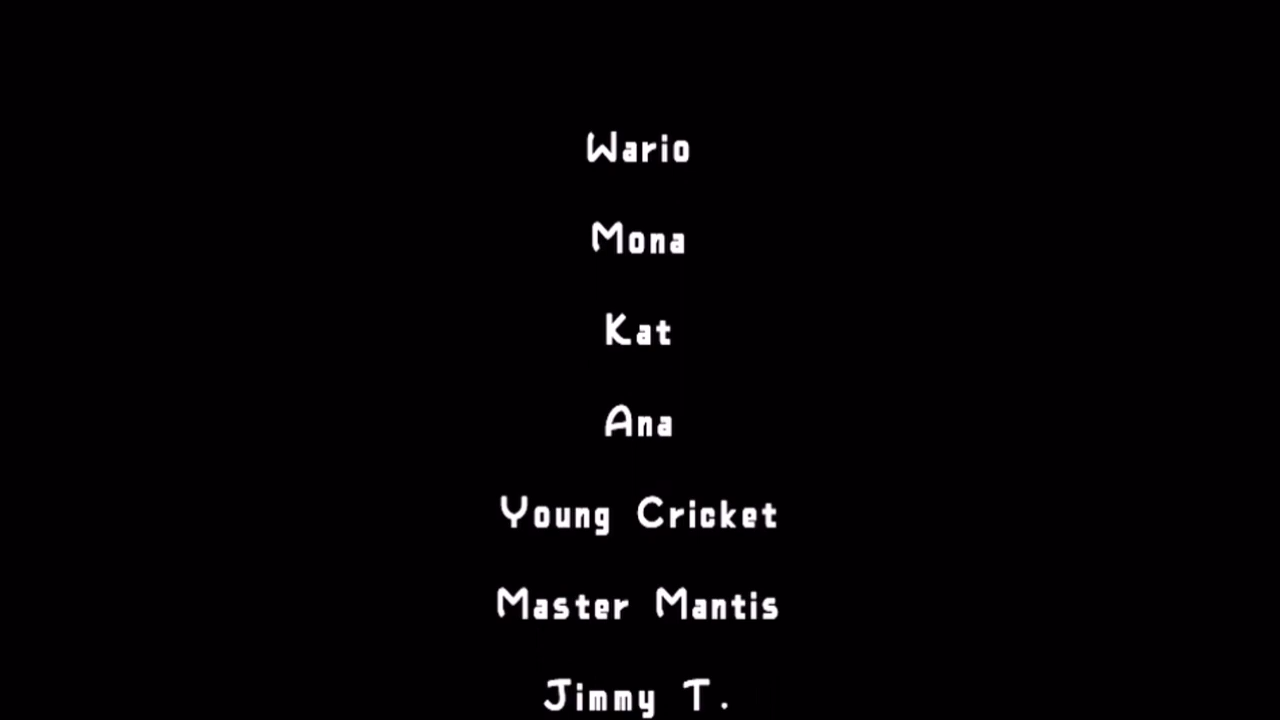 Wario
Mona
Kat
Ana
Young Cricket
Master Mantis
Jimmy T.